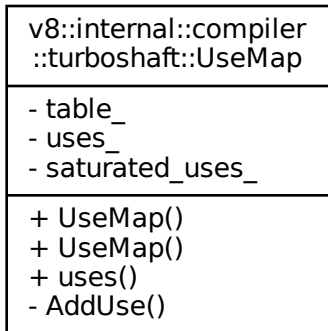 v8::internal::compiler
::turboshaft::UseMap
- table_
- uses_
- saturated_uses_
+ UseMap()
+ UseMap()
+ uses()
- AddUse()